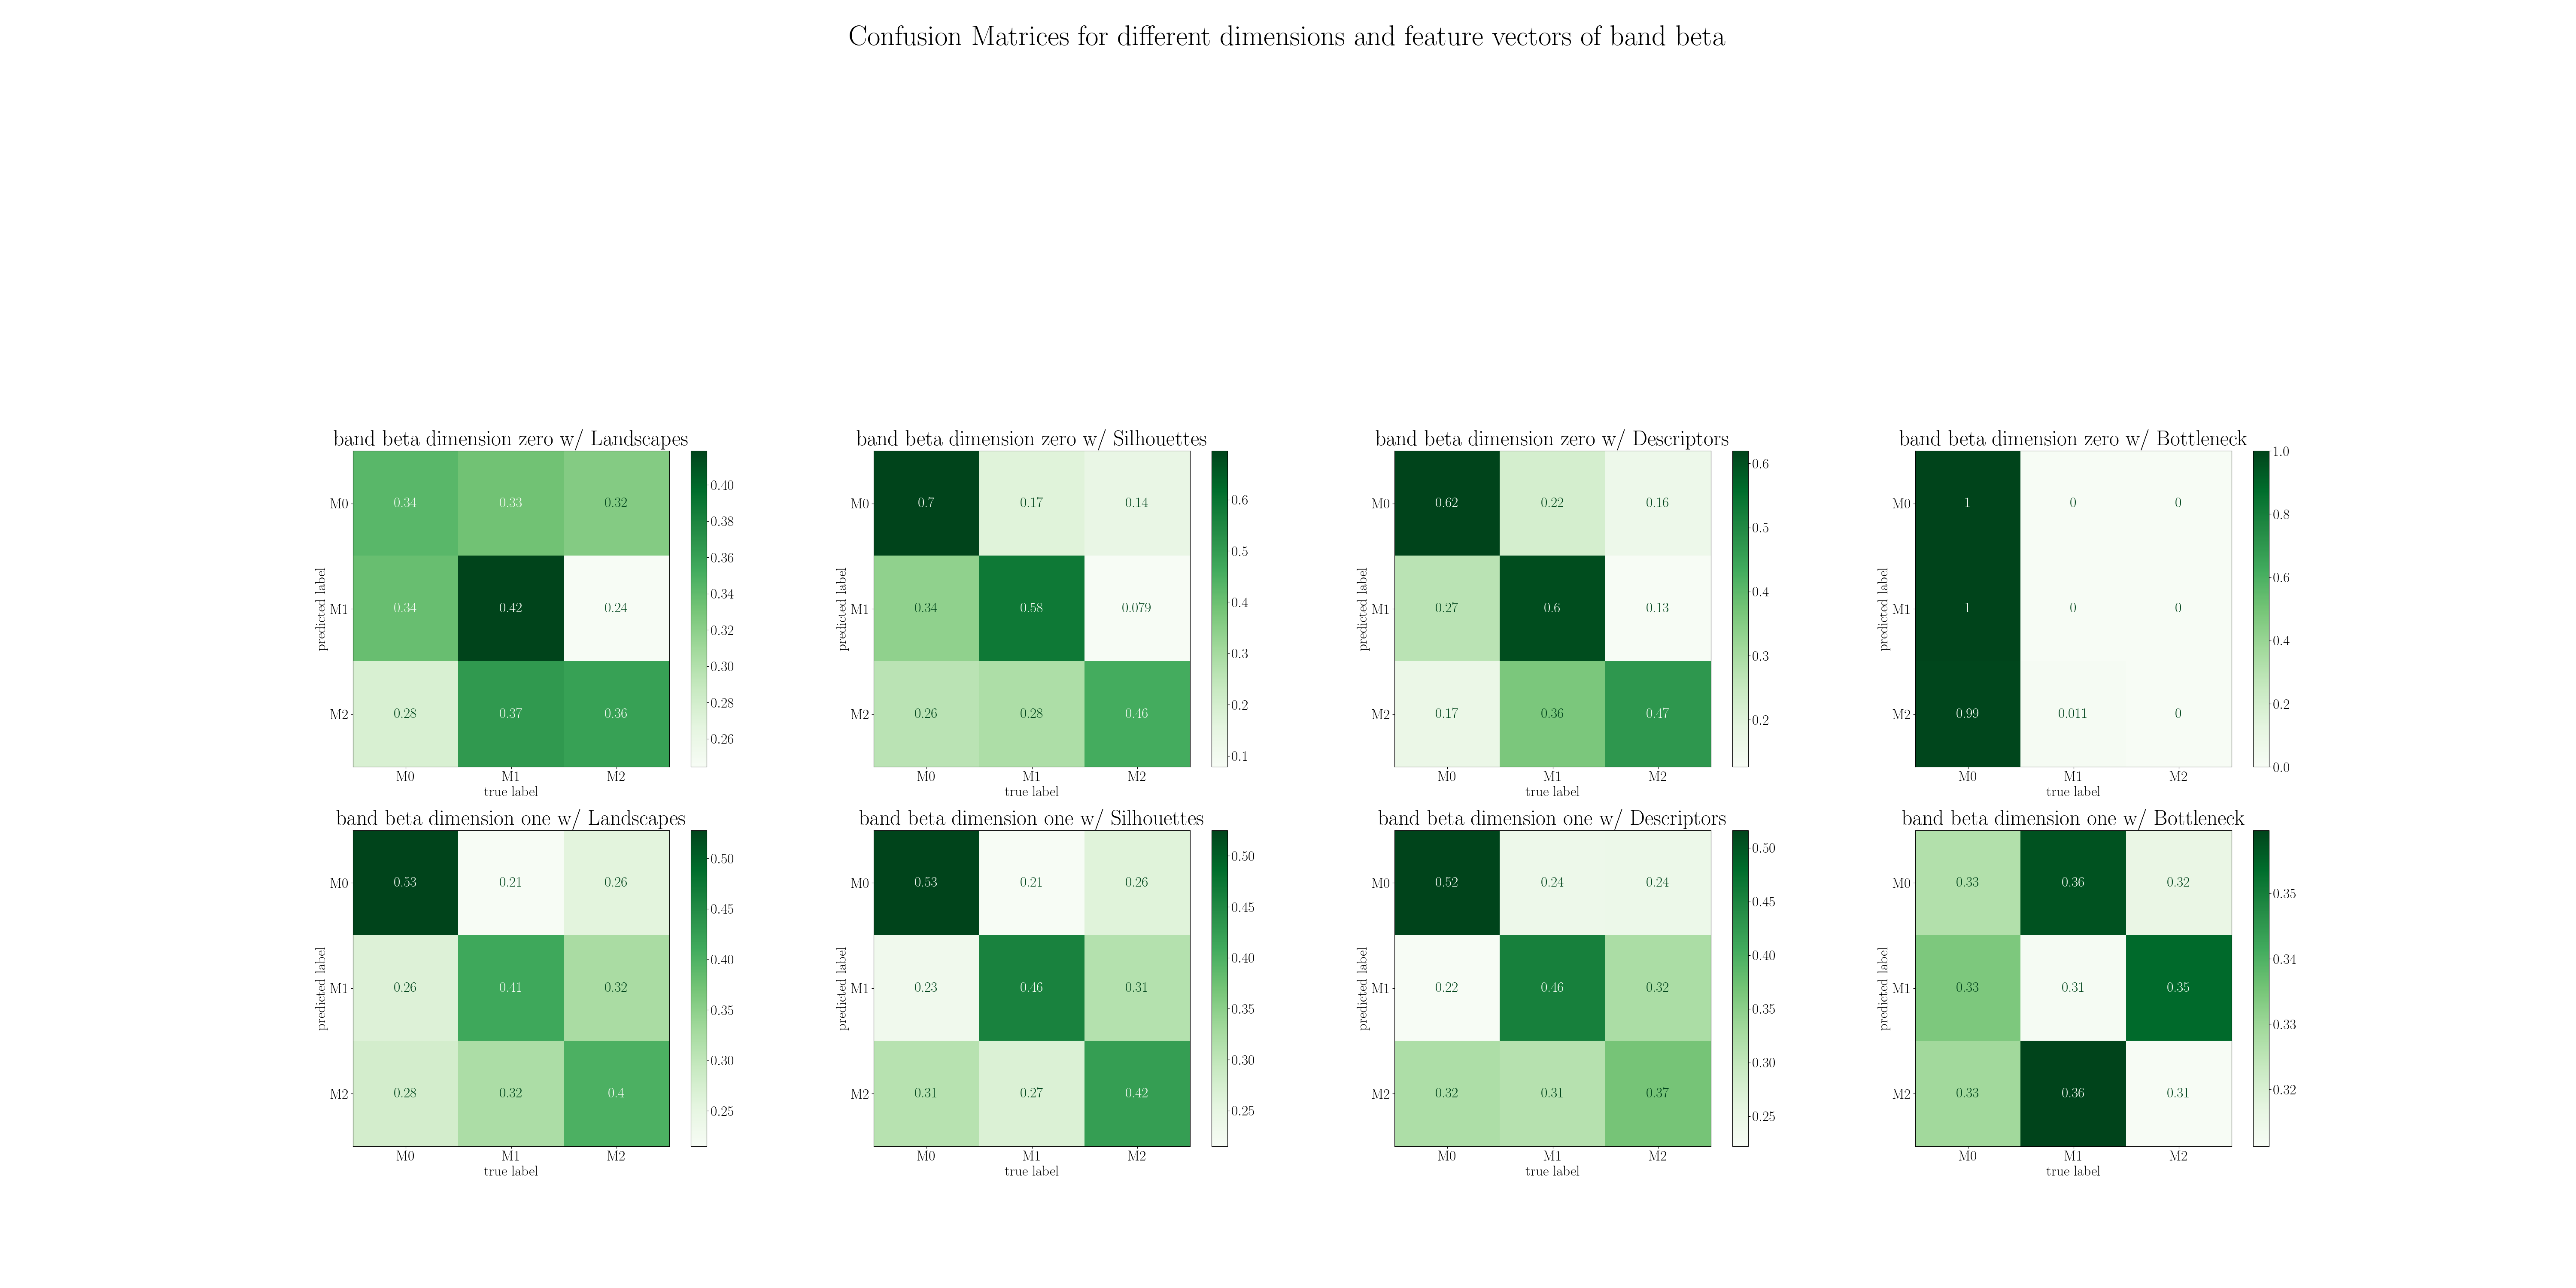 Confusion Matrices for different dimensions and feature vectors of band beta
band beta dimension zero w/ Landscapes
predicted label
M0 0.34 0.33 0.32
M1 0.34 0.42 0.24
M2 0.28 0.37 0.36
M0 M1 M2
true label
0.40
0.38
0.36
0.34
0.32
0.30
0.28
0.26
band beta dimension zero w/ Silhouettes
predicted label
M0 0.7 0.17 0.14
M1 0.34 0.58 0.079
M2 0.26 0.28 0.46
M0 M1 M2
true label
0.6
0.5
0.4
0.3
0.2
0.1
band beta dimension zero w/ Descriptors
predicted label
M0 0.62 0.22 0.16
M1 0.27 0.6 0.13
M2 0.17 0.36 0.47
M0 M1 M2
true label
0.6
0.5
0.4
0.3
0.2
band beta dimension zero w/ Bottleneck
predicted label
M0 1 0 0
M1 1 0 0
M2 0.99 0.011 0
M0 M1 M2
true label
1.0
0.8
0.6
0.4
0.2
0.0
band beta dimension one w/ Landscapes
predicted label
M0 0.53 0.21 0.26
M1 0.26 0.41 0.32
M2 0.28 0.32 0.4
M0 M1 M2
true label
0.50
0.45
0.40
0.35
0.30
0.25
band beta dimension one w/ Silhouettes
predicted label
M0 0.53 0.21 0.26
M1 0.23 0.46 0.31
M2 0.31 0.27 0.42
M0 M1 M2
true label
0.50
0.45
0.40
0.35
0.30
0.25
band beta dimension one w/ Descriptors
predicted label
M0 0.52 0.24 0.24
M1 0.22 0.46 0.32
M2 0.32 0.31 0.37
M0 M1 M2
true label
0.50
0.45
0.40
0.35
0.30
0.25
band beta dimension one w/ Bottleneck
predicted label
M0 0.33 0.36 0.32
M1 0.33 0.31 0.35
M2 0.33 0.36 0.31
M0 M1 M2
true label
0.35
0.34
0.33
0.32